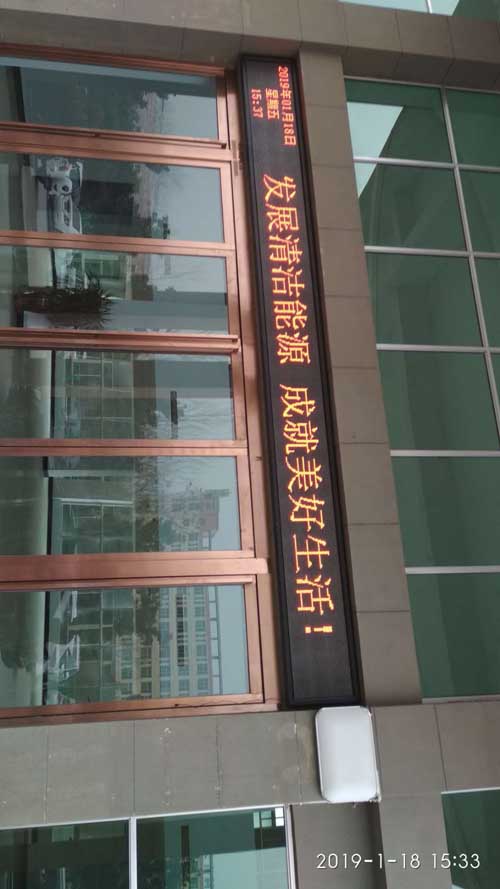 2019年01月18日
星期五
15:37
发展清洁能源 成就美好生活!
2019-1-18 15:33